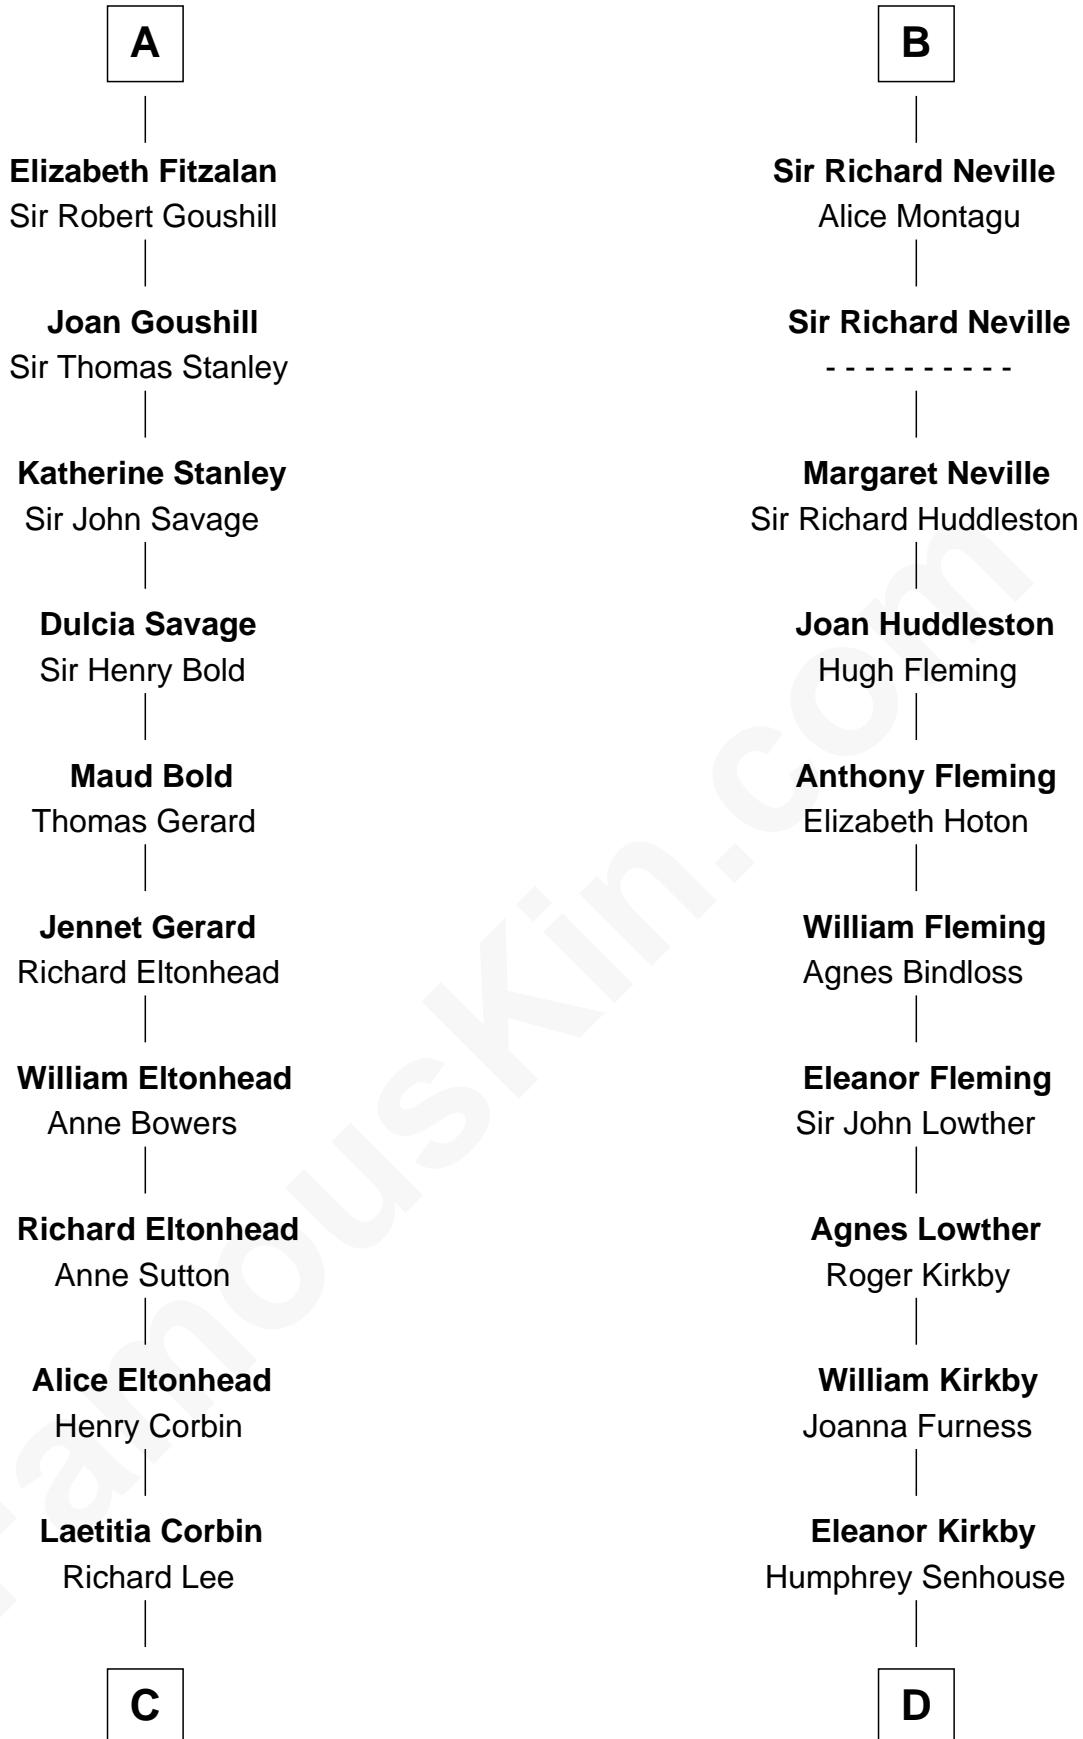 A
Elizabeth Fitzalan
Sir Robert Goushill
Joan Goushill
Sir Thomas Stanley
Katherine Stanley
Sir John Savage
Dulcia Savage
Sir Henry Bold
Maud Bold
Thomas Gerard
Jennet Gerard
Richard Eltonhead
William Eltonhead
Anne Bowers
Richard Eltonhead
Anne Sutton
Alice Eltonhead
Henry Corbin
Laetitia Corbin
Richard Lee
C
B
Sir Richard Neville
Alice Montagu
Sir Richard Neville
- - - - - - - - - -
Margaret Neville
Sir Richard Huddleston
Joan Huddleston
Hugh Fleming
Anthony Fleming
Elizabeth Hoton
William Fleming
Agnes Bindloss
Eleanor Fleming
Sir John Lowther
Agnes Lowther
Roger Kirkby
William Kirkby
Joanna Furness
Eleanor Kirkby
Humphrey Senhouse
D
FamousKin.com